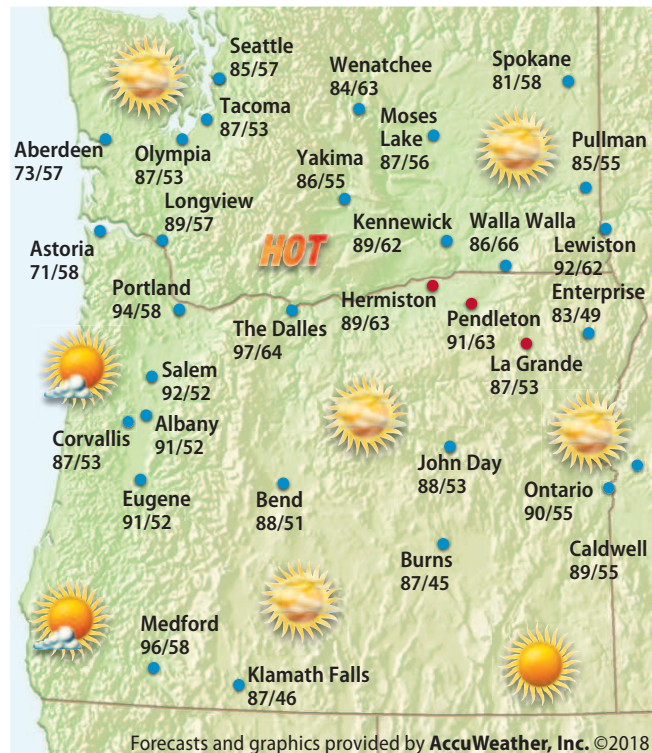 Seattle
85/57
Wenatchee
84/63
Spokane
81/58
Tacoma
87/53
Moses
Lake
87/56
Pullman
85/55
Aberdeen
73/57
Olympia
87/53
Yakima
86/55
Longview
89/57
Kennewick
89/62
Walla Walla
86/66
Lewiston
92/62
Astoria
71/58
HOT
Portland
94/58
The Dalles
97/64
Hermiston
89/63
Pendleton
91/63
Enterprise
83/49
La Grande
87/53
Salem
92/52
Albany
91/52
Corvallis
87/53
John Day
88/53
Eugene
91/52
Bend
88/51
Ontario
90/55
Burns
87/45
Caldwell
89/55
Medford
96/58
Klamath Falls
87/46
Forecasts and graphics provided by AccuWeather, Inc. ©2018